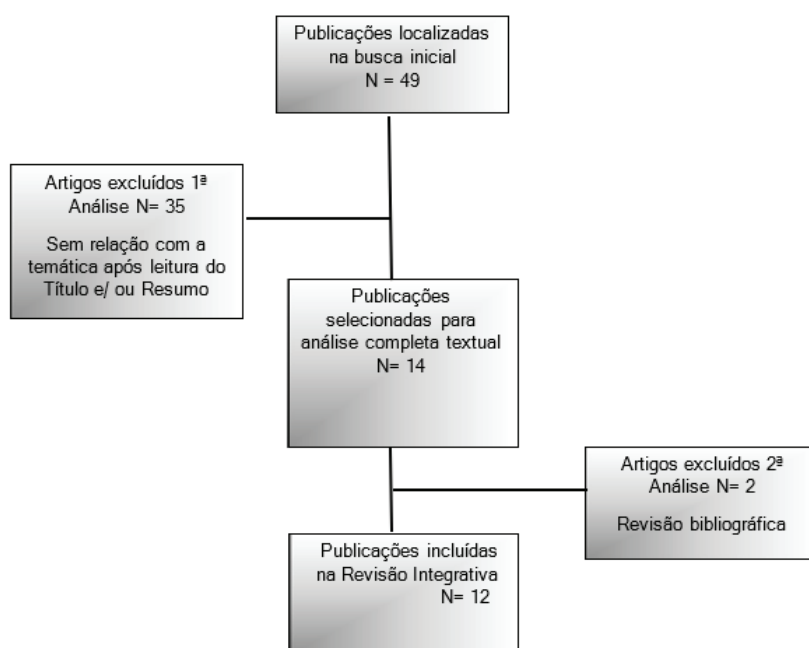 Publicações localizadas
na busca inicial
N = 49
Artigos excluídos 1ª
Análise N= 35
Sem relação com a
temática após leitura do
Título e/ ou Resumo
Publicações
selecionadas para
análise completa textual
N= 14
Artigos excluídos 2ª
Análise N= 2
Revisão bibliográfica
Publicações incluídas
na Revisão Integrativa
N= 12